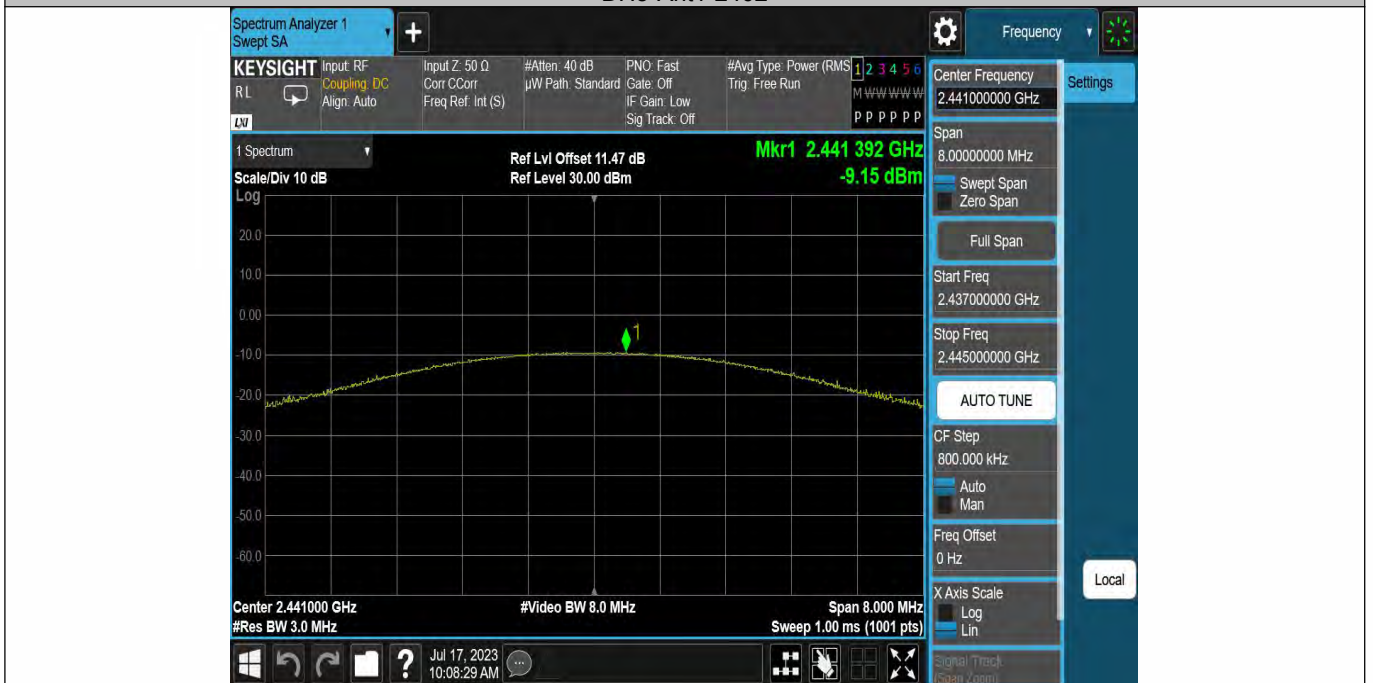 Spectrum Analyzer 1
Swept SA
Frequency
KEYSIGHT
RL
LXI
Input: RF
Coupling: DC
Align: Auto
Input Z: 50 Ω
Corr CCorr
Freq Ref: Int (S)
#Atten: 40 dB
µW Path: Standard
PNO: Fast
Gate: Off
IF Gain: Low
Sig Track: Off
#Avg Type: Power (RMS
Trig: Free Run
1 2 3 4 5 6
M W W W W W
P P P P P P
1 Spectrum
Scale/Div 10 dB
Log
Ref Lvl Offset 11.47 dB
Ref Level 30.00 dBm
Mkr1 2.441 392 GHz
-9.15 dBm
20.0
10.0
0.00
-10.0
-20.0
-30.0
-40.0
-50.0
-60.0
1
Center 2.441000 GHz
#Res BW 3.0 MHz
#Video BW 8.0 MHz
Span 8.000 MHz
Sweep 1.00 ms (1001 pts)
Center Frequency
2.441000000 GHz
Settings
Span
8.00000000 MHz
Swept Span
Zero Span
Full Span
Start Freq
2.437000000 GHz
Stop Freq
2.445000000 GHz
AUTO TUNE
CF Step
800.000 kHz
Auto
Man
Freq Offset
0 Hz
X Axis Scale
Log
Lin
Local
Signal Track
(Span Zoom)
?
Jul 17, 2023
10:08:29 AM